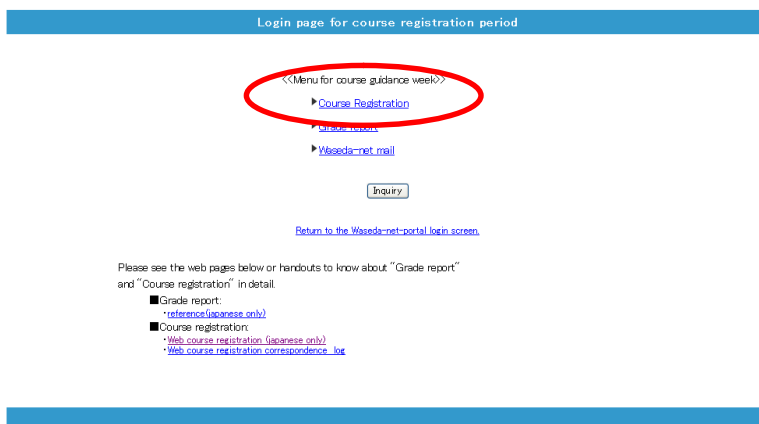 Login page for course registration period
<<Menu for course guidance week>>
▶Course Registration
▶Grade report
▶Waseda-net mail
Inquiry
Return to the Waseda-net-portal login screen.
Please see the web pages below or handouts to know about "Grade report"
and "Course registration" in detail.
■Grade report:
・reference(japanese only)
■Course registration:
・Web course registration (japanese only)
・Web course registration correspondence log